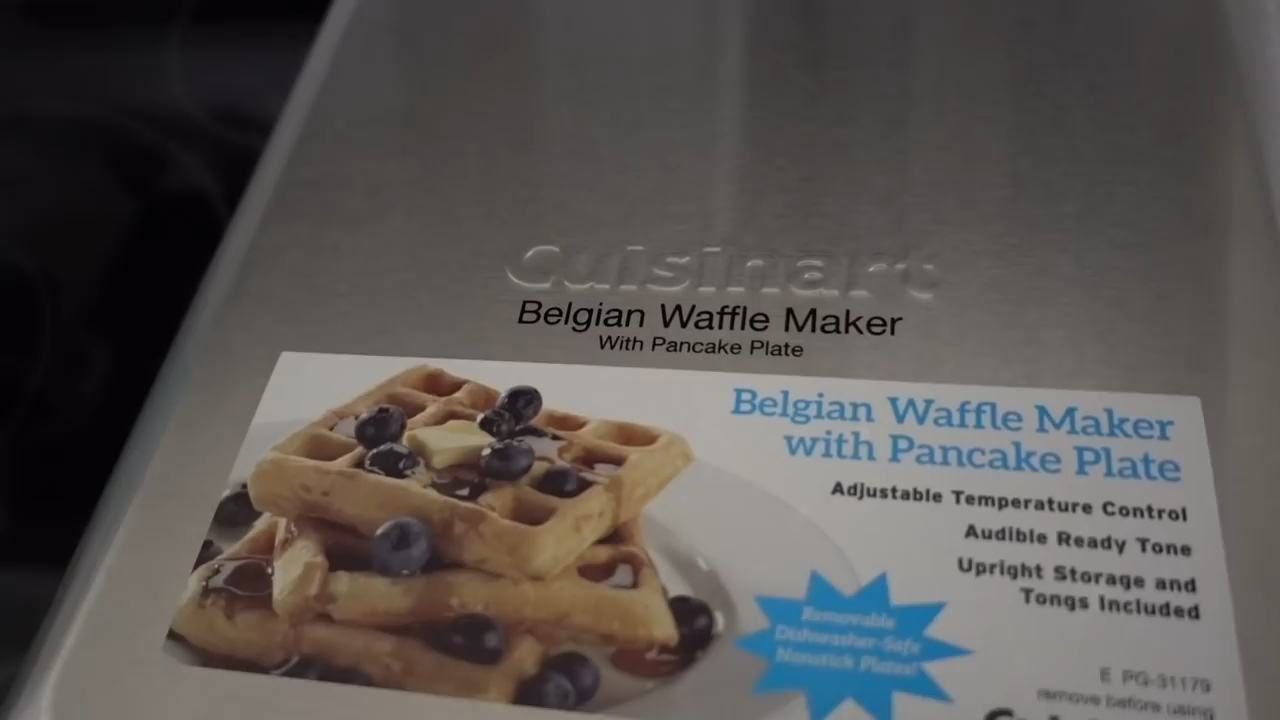 Cuisinart
Belgian Waffle Maker
With Pancake Plate
Belgian Waffle Maker
with Pancake Plate
Adjustable Temperature Control
Audible Ready Tone
Upright Storage and
Tongs Included
Removable
Dishwasher-Safe
Nonstick Plates!
E PG-31179
remove before using